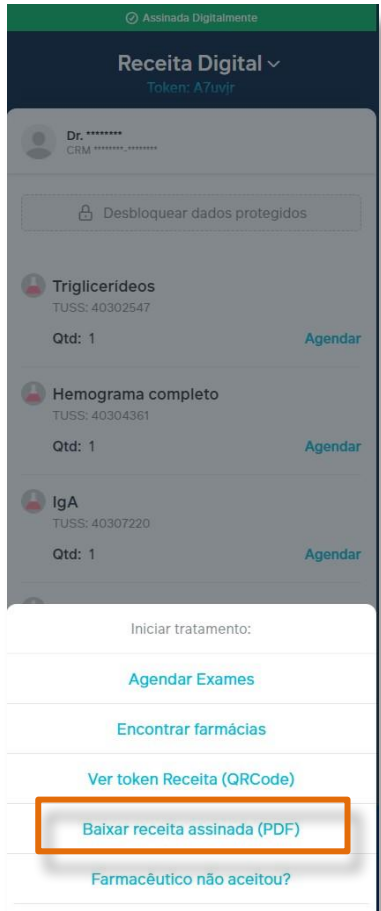 Assinada Digitalmente
Receita Digital
Token: A7uvjr
Dr. ********
CRM ********-********
Desbloquear dados protegidos
Triglicerídeos
TUSS: 40302547
Qtd: 1 Agendar
Hemograma completo
TUSS: 40304361
Qtd: 1 Agendar
IgA
TUSS: 40307220
Qtd: 1 Agendar
Iniciar tratamento:
Agendar Exames
Encontrar farmácias
Ver token Receita (QRCode)
Baixar receita assinada (PDF)
Farmacêutico não aceitou?